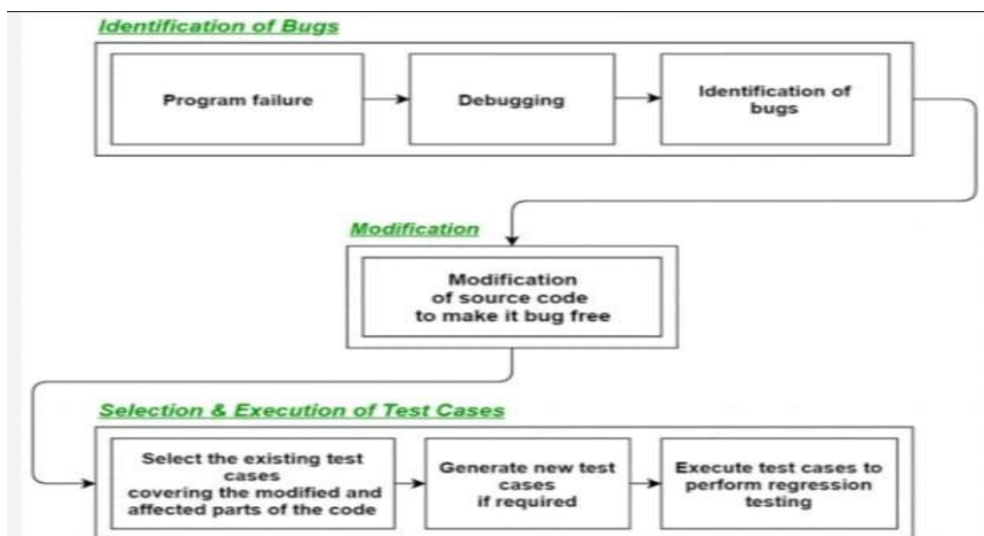 Identification of Bugs
Program failure
Debugging
Identification of
bugs
Modification
Modification
of source code
to make it bug free
Selection & Execution of Test Cases
Select the existing test
cases
covering the modified and
affected parts of the code
Generate new test
cases
if required
Execute test cases to
perform regression
testing